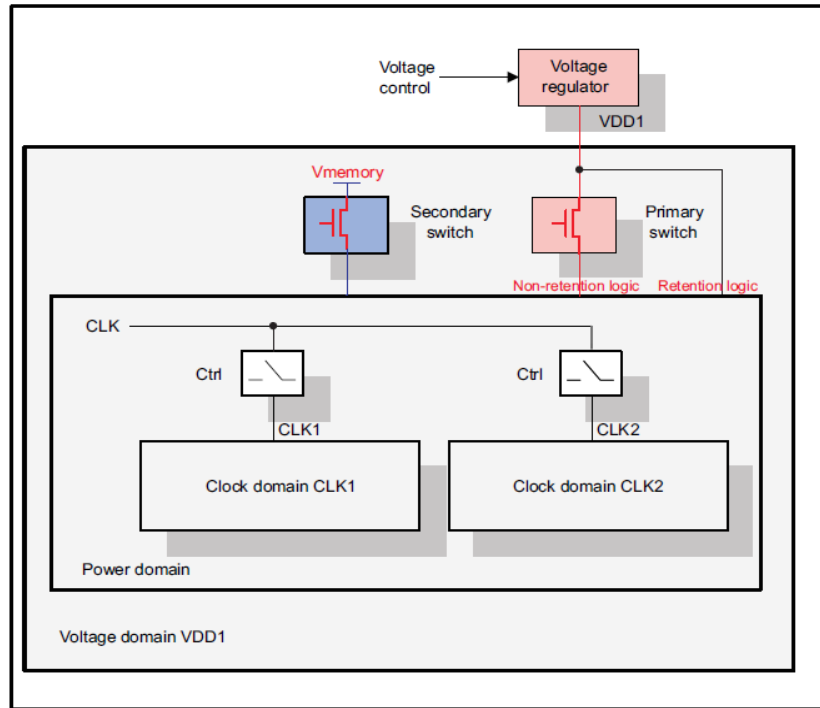 Voltage
control
Voltage
regulator
VDD1
Vmemory
Secondary
switch
Primary
switch
Non-retention logic
Retention logic
CLK
Ctrl
Ctrl
CLK1
CLK2
Clock domain CLK1
Clock domain CLK2
Power domain
Voltage domain VDD1